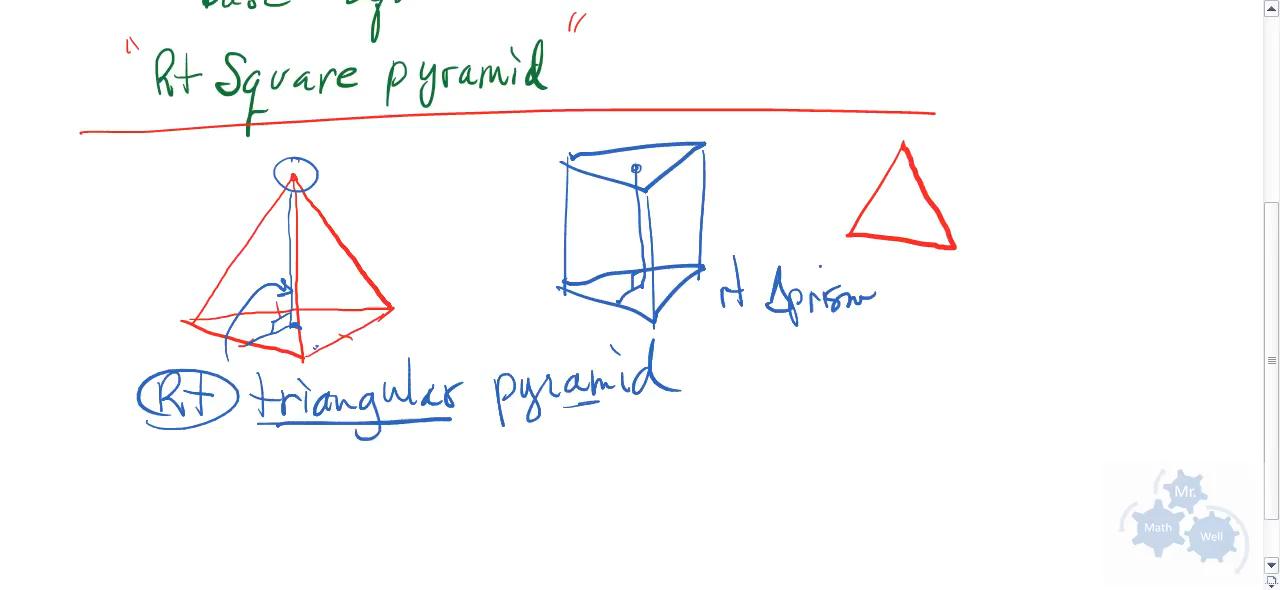 "Rt Square pyramid"
rt Δ prism
Rt triangular pyramid
Mr.
Math
Well